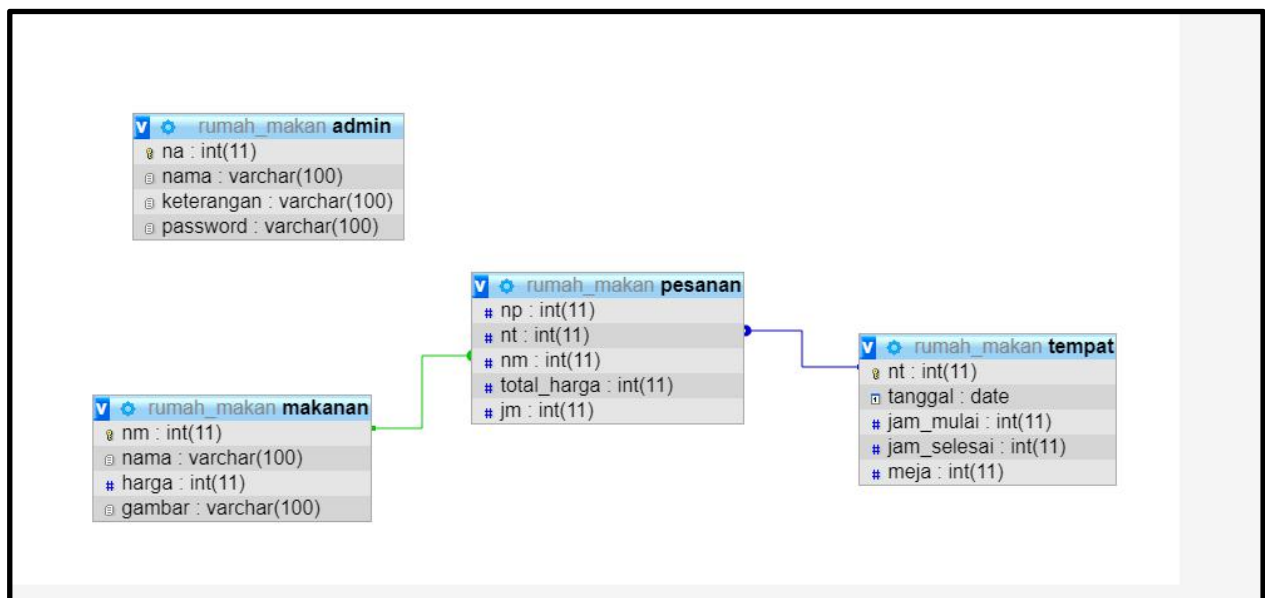 rumah_makan admin
na : int(11)
nama : varchar(100)
keterangan : varchar(100)
password : varchar(100)
rumah_makan pesanan
# np : int(11)
# nt : int(11)
# nm : int(11)
# total_harga : int(11)
# jm : int(11)
rumah_makan tempat
nt : int(11)
tanggal : date
# jam_mulai : int(11)
# jam_selesai : int(11)
# meja : int(11)
rumah_makan makanan
nm : int(11)
nama : varchar(100)
# harga : int(11)
gambar : varchar(100)